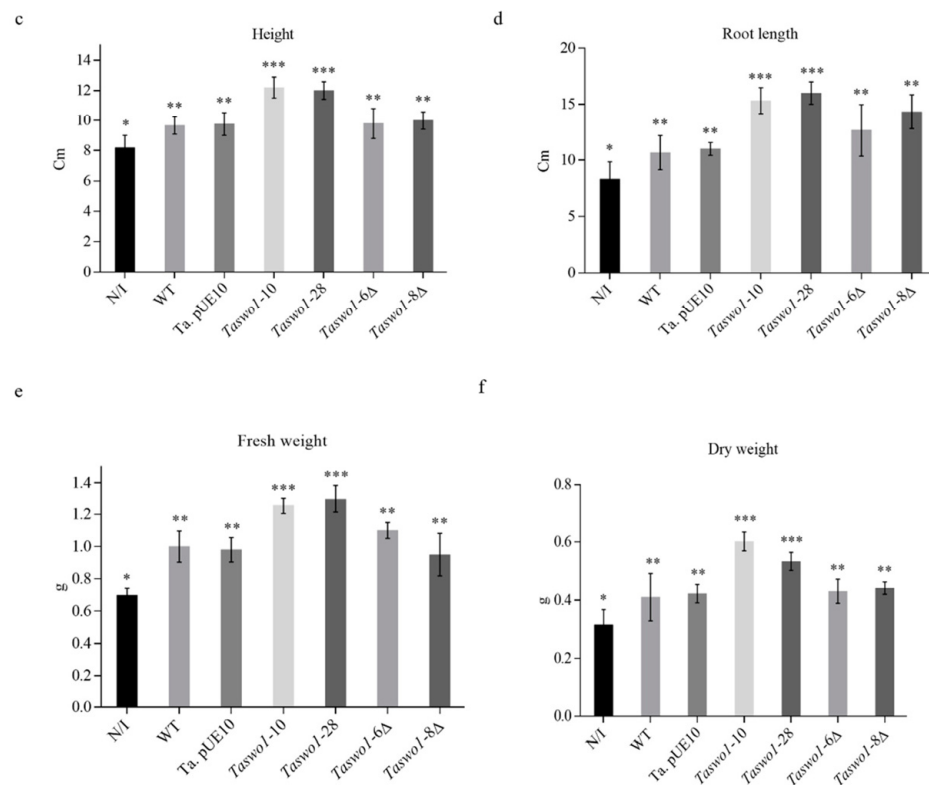 c
Height
14
12
10
8
6
4
2
0
Cm
* ** ** *** *** ** **
N/I WT Ta. pUE10 Taswo1-10 Taswo1-28 Taswo1-6Δ Taswo1-8Δ
d
Root length
20
15
10
5
0
Cm
* ** ** *** *** ** **
N/I WT Ta. pUE10 Taswo1-10 Taswo1-28 Taswo1-6Δ Taswo1-8Δ
e
Fresh weight
1.4
1.2
1.0
0.8
0.6
0.4
0.2
0.0
g
* ** ** *** *** ** **
N/I WT Ta. pUE10 Taswo1-10 Taswo1-28 Taswo1-6Δ Taswo1-8Δ
f
Dry weight
0.8
0.6
0.4
0.2
0.0
g
* ** ** *** *** ** **
N/I WT Ta. pUE10 Taswo1-10 Taswo1-28 Taswo1-6Δ Taswo1-8Δ